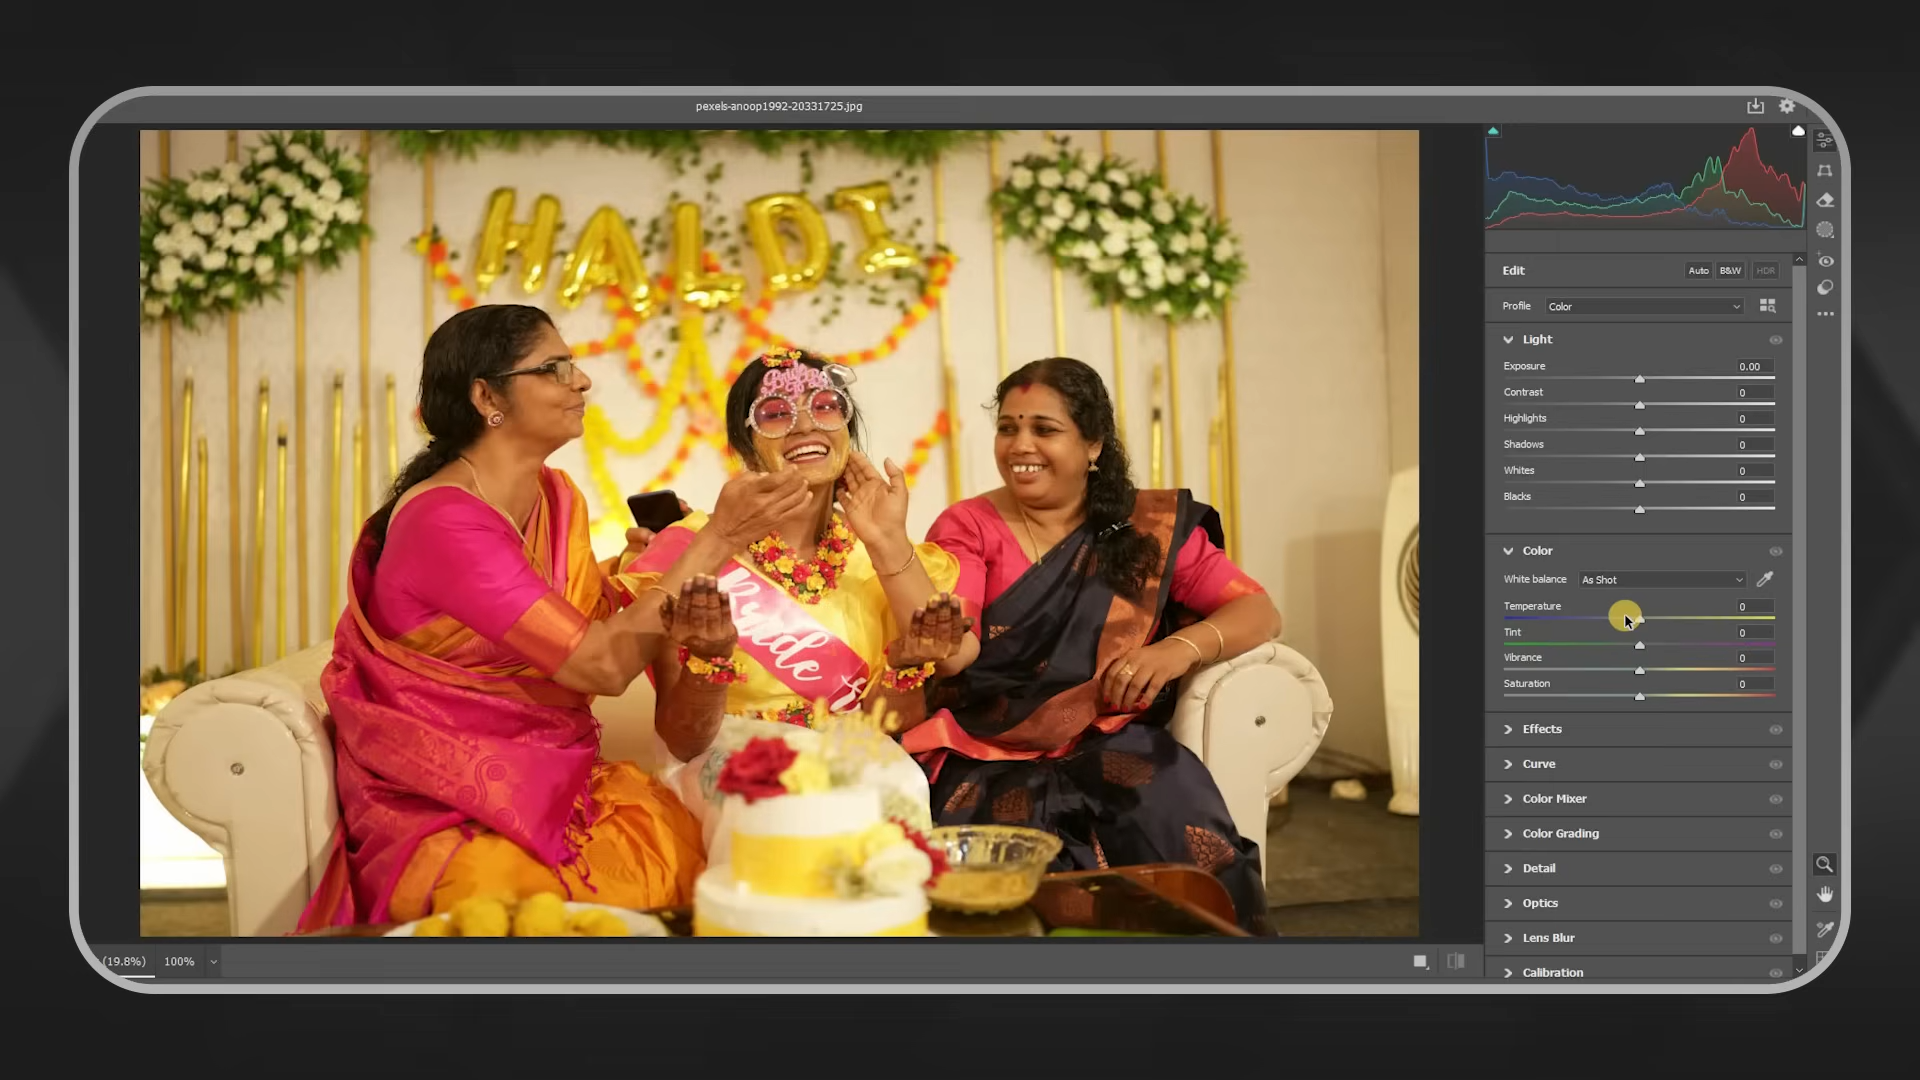 pexels-anoop1992-20331725.jpg
HALDI
Bride
Bride
Edit
Auto
B&W
HDR
Profile
Color
Light
Exposure
0.00
Contrast
0
Highlights
0
Shadows
0
Whites
0
Blacks
0
Color
White balance
As Shot
Temperature
0
Tint
0
Vibrance
0
Saturation
0
Effects
Curve
Color Mixer
Color Grading
Detail
Optics
Lens Blur
Calibration
(19.8%)
100%